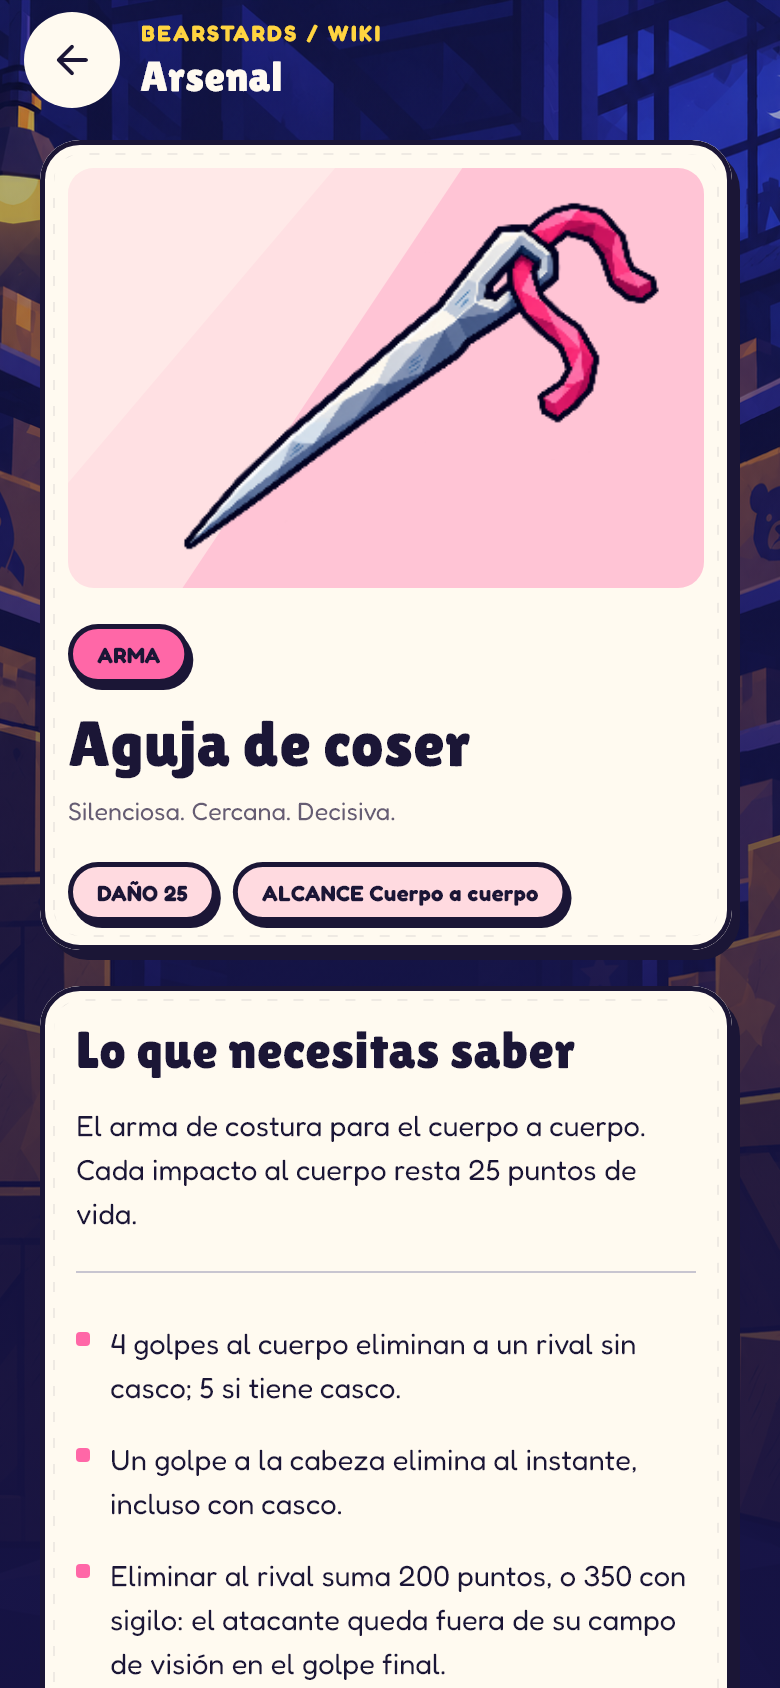 BEARSTARDS / WIKI
Arsenal
ARMA
Aguja de coser
Silenciosa. Cercana. Decisiva.
DAÑO 25
ALCANCE Cuerpo a cuerpo
Lo que necesitas saber
El arma de costura para el cuerpo a cuerpo.
Cada impacto al cuerpo resta 25 puntos de
vida.
4 golpes al cuerpo eliminan a un rival sin
casco; 5 si tiene casco.
Un golpe a la cabeza elimina al instante,
incluso con casco.
Eliminar al rival suma 200 puntos, o 350 con
sigilo: el atacante queda fuera de su campo
de visión en el golpe final.